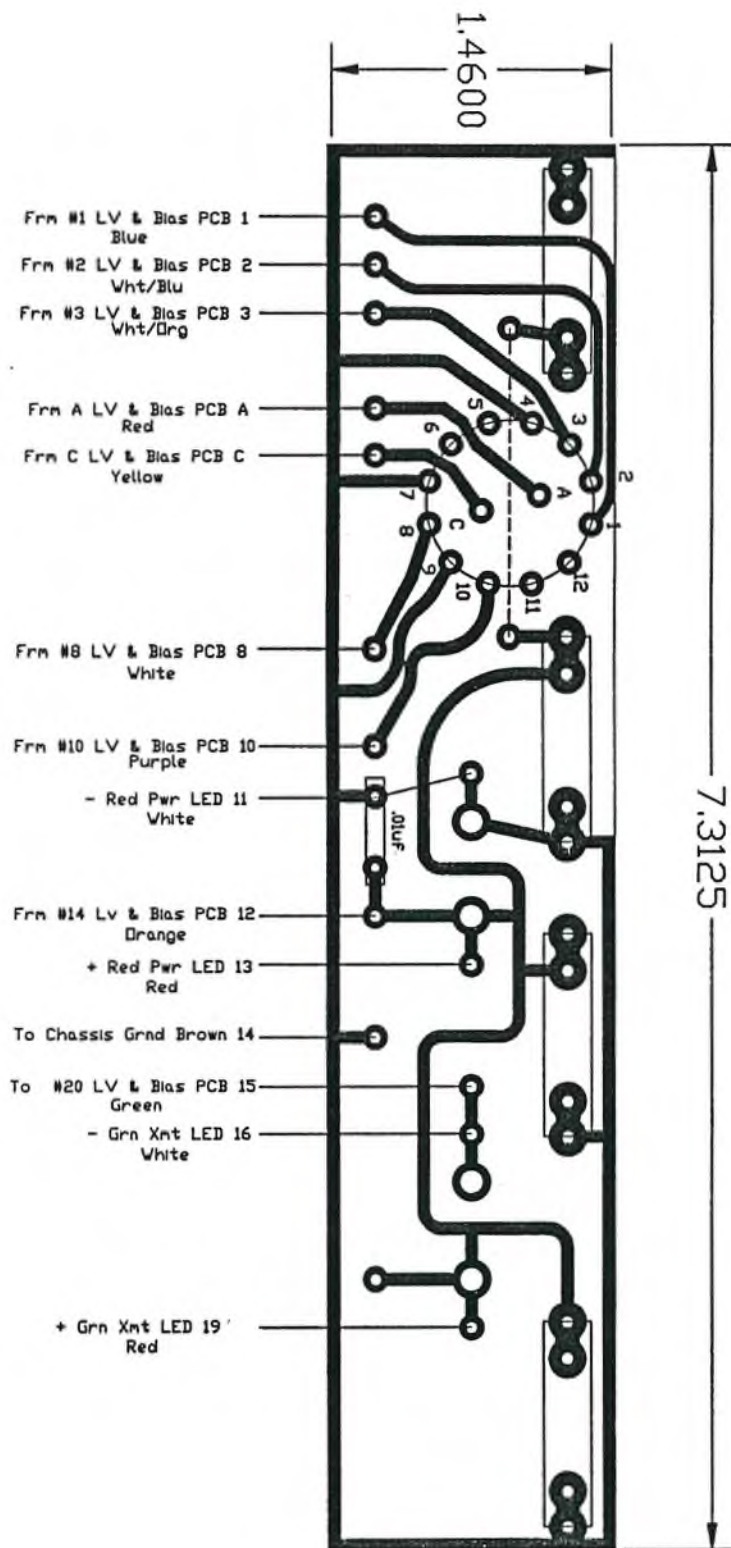 1.4600
7.3125
Frm #1 LV & Bias PCB 1
Blue
Frm #2 LV & Bias PCB 2
Wht/Blu
Frm #3 LV & Bias PCB 3
Wht/Org
Frm A LV & Bias PCB A
Red
Frm C LV & Bias PCB C
Yellow
Frm #8 LV & Bias PCB 8
White
Frm #10 LV & Bias PCB 10
Purple
- Red Pwr LED 11
White
Frm #14 Lv & Bias PCB 12
Orange
+ Red Pwr LED 13
Red
To Chassis Grnd Brown 14
To #20 LV & Bias PCB 15
Green
- Grn Xmt LED 16
White
+ Grn Xmt LED 19
Red
5
4
3
6
2
A
7
C
1
8
9
10
11
12
.01uF